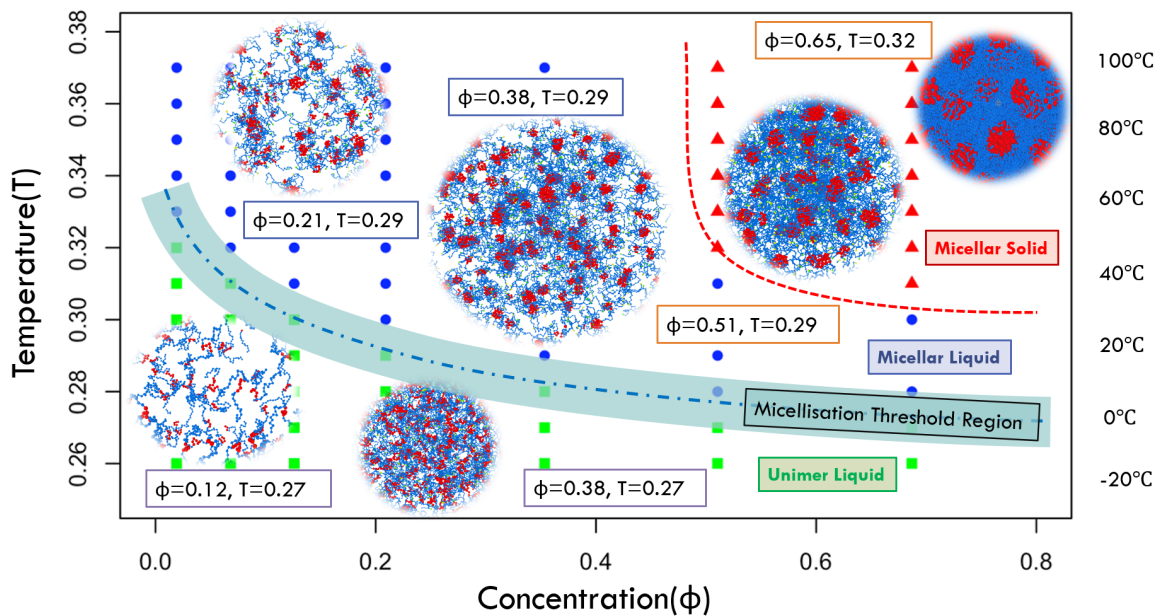 0.38
0.36
0.34
0.32
0.30
0.28
0.26
Temperature(T)
ϕ=0.65, T=0.32
ϕ=0.38, T=0.29
ϕ=0.21, T=0.29
Micellar Solid
ϕ=0.51, T=0.29
Micellar Liquid
Micellisation Threshold Region
Unimer Liquid
ϕ=0.12, T=0.27
ϕ=0.38, T=0.27
100°C
80°C
60°C
40°C
20°C
0°C
-20°C
0.0 0.2 0.4 0.6 0.8
Concentration(ϕ)